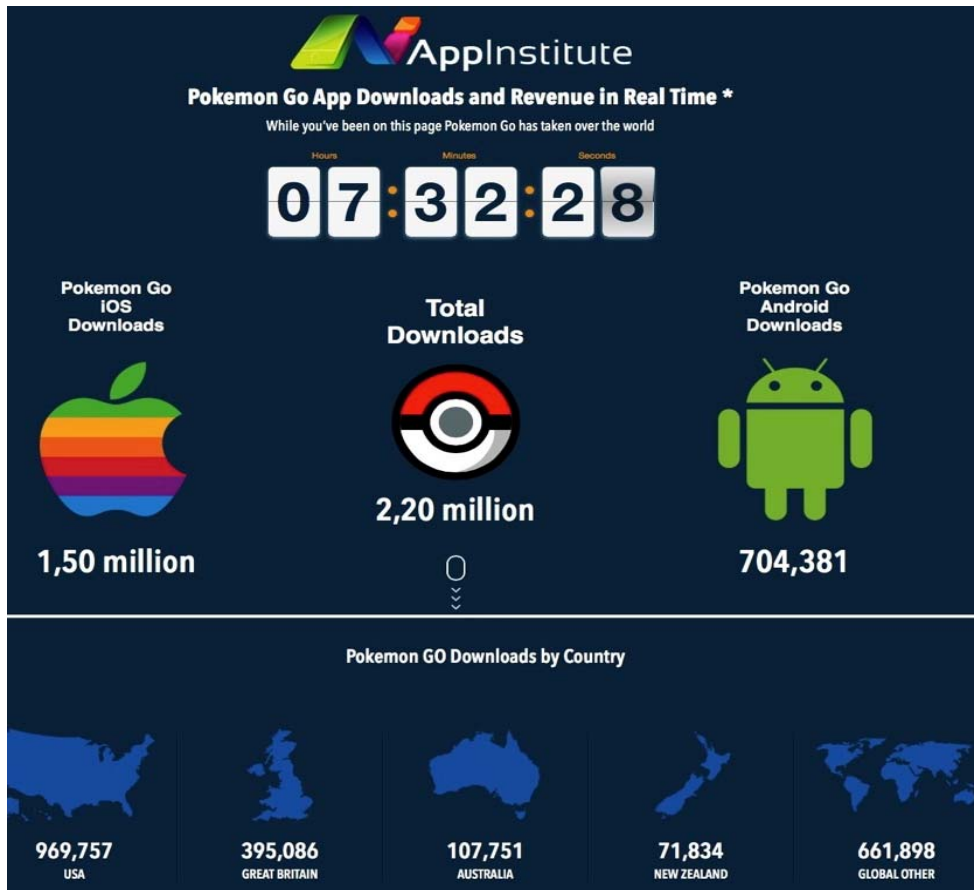 AppInstitute
Pokemon Go App Downloads and Revenue in Real Time *
While you've been on this page Pokemon Go has taken over the world
Hours Minutes Seconds
07:32:28
Pokemon Go
iOS
Downloads
1,50 million
Total
Downloads
2,20 million
Pokemon Go
Android
Downloads
704,381
Pokemon GO Downloads by Country
969,757
USA
395,086
GREAT BRITAIN
107,751
AUSTRALIA
71,834
NEW ZEALAND
661,898
GLOBAL OTHER